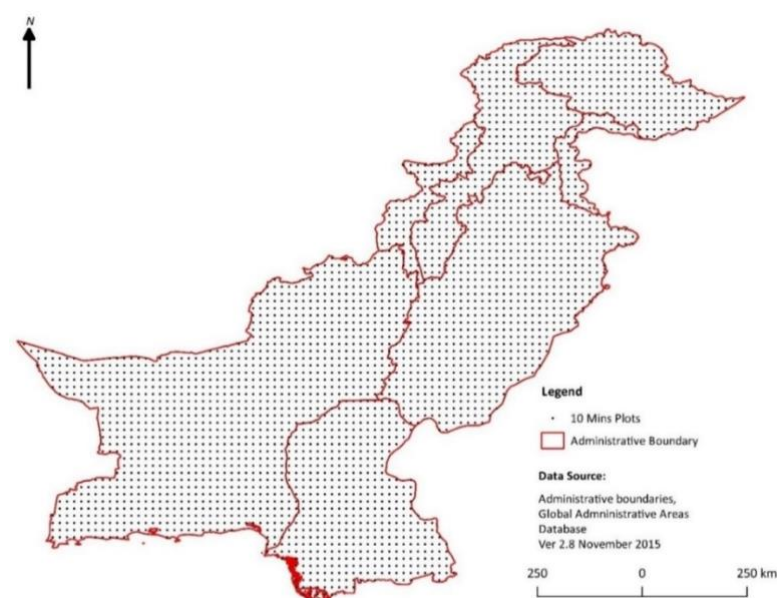 N
Legend
10 Mins Plots
Administrative Boundary
Data Source:
Administrative boundaries,
Global Admninistrative Areas
Database
Ver 2.8 November 2015
250 0 250 km